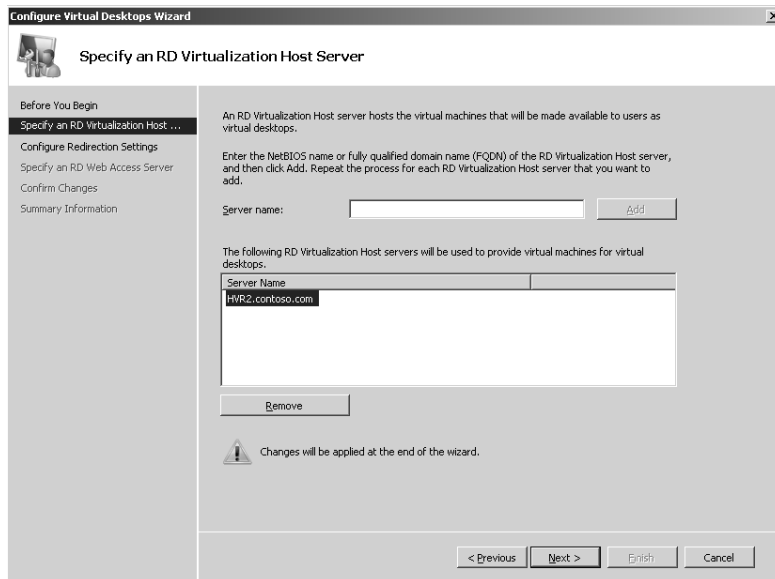 Configure Virtual Desktops Wizard
X
Specify an RD Virtualization Host Server
Before You Begin
Specify an RD Virtualization Host ...
Configure Redirection Settings
Specify an RD Web Access Server
Confirm Changes
Summary Information
An RD Virtualization Host server hosts the virtual machines that will be made available to users as
virtual desktops.
Enter the NetBIOS name or fully qualified domain name (FQDN) of the RD Virtualization Host server,
and then click Add. Repeat the process for each RD Virtualization Host server that you want to
add.
Server name:
Add
The following RD Virtualization Host servers will be used to provide virtual machines for virtual
desktops.
Server Name
HVR2.contoso.com
Remove
Changes will be applied at the end of the wizard.
< Previous
Next >
Finish
Cancel